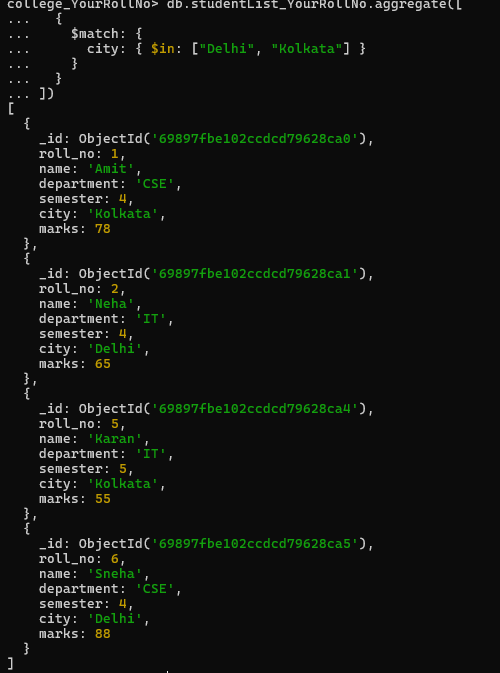 college_YourRollNo> db.studentList_YourRollNo.aggregate([
...   {
...     $match: {
...       city: { $in: ["Delhi", "Kolkata"] }
...     }
...   }
... ])
[
  {
    _id: ObjectId('69897fbe102ccdcd79628ca0'),
    roll_no: 1,
    name: 'Amit',
    department: 'CSE',
    semester: 4,
    city: 'Kolkata',
    marks: 78
  },
  {
    _id: ObjectId('69897fbe102ccdcd79628ca1'),
    roll_no: 2,
    name: 'Neha',
    department: 'IT',
    semester: 4,
    city: 'Delhi',
    marks: 65
  },
  {
    _id: ObjectId('69897fbe102ccdcd79628ca4'),
    roll_no: 5,
    name: 'Karan',
    department: 'IT',
    semester: 5,
    city: 'Kolkata',
    marks: 55
  },
  {
    _id: ObjectId('69897fbe102ccdcd79628ca5'),
    roll_no: 6,
    name: 'Sneha',
    department: 'CSE',
    semester: 4,
    city: 'Delhi',
    marks: 88
  }
]